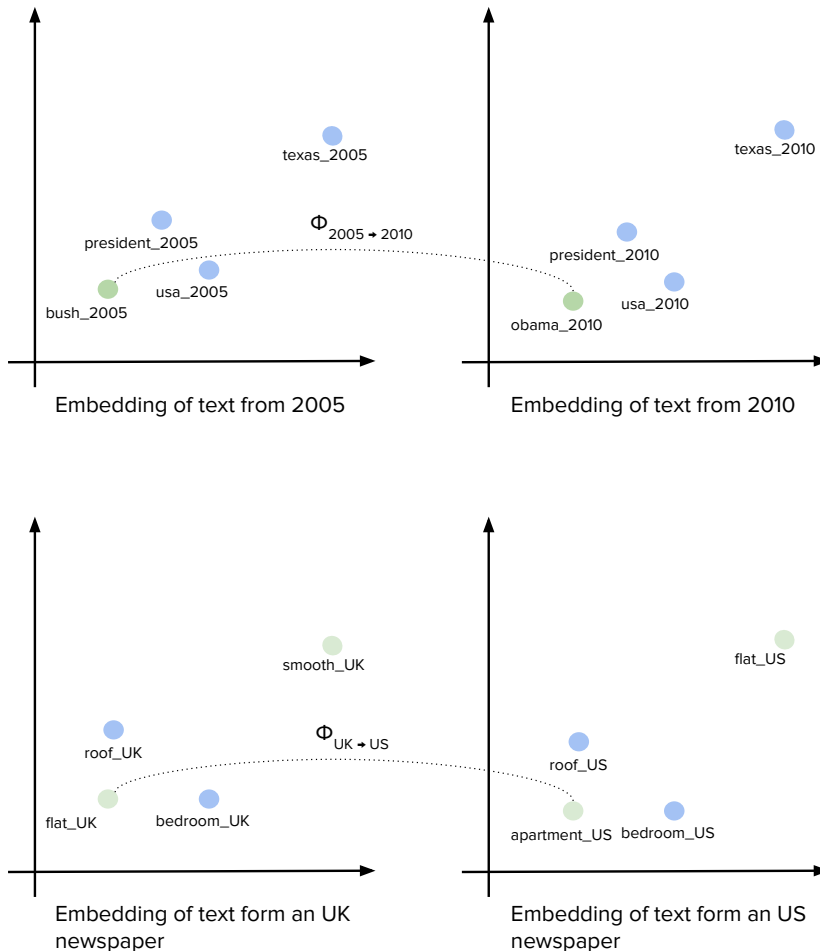 texas_2005
president_2005
usa_2005
bush_2005
Φ 2005 → 2010
texas_2010
president_2010
usa_2010
obama_2010
Embedding of text from 2005
Embedding of text from 2010
smooth_UK
roof_UK
flat_UK
bedroom_UK
Φ UK → US
flat_US
roof_US
apartment_US
bedroom_US
Embedding of text form an UK
newspaper
Embedding of text form an US
newspaper